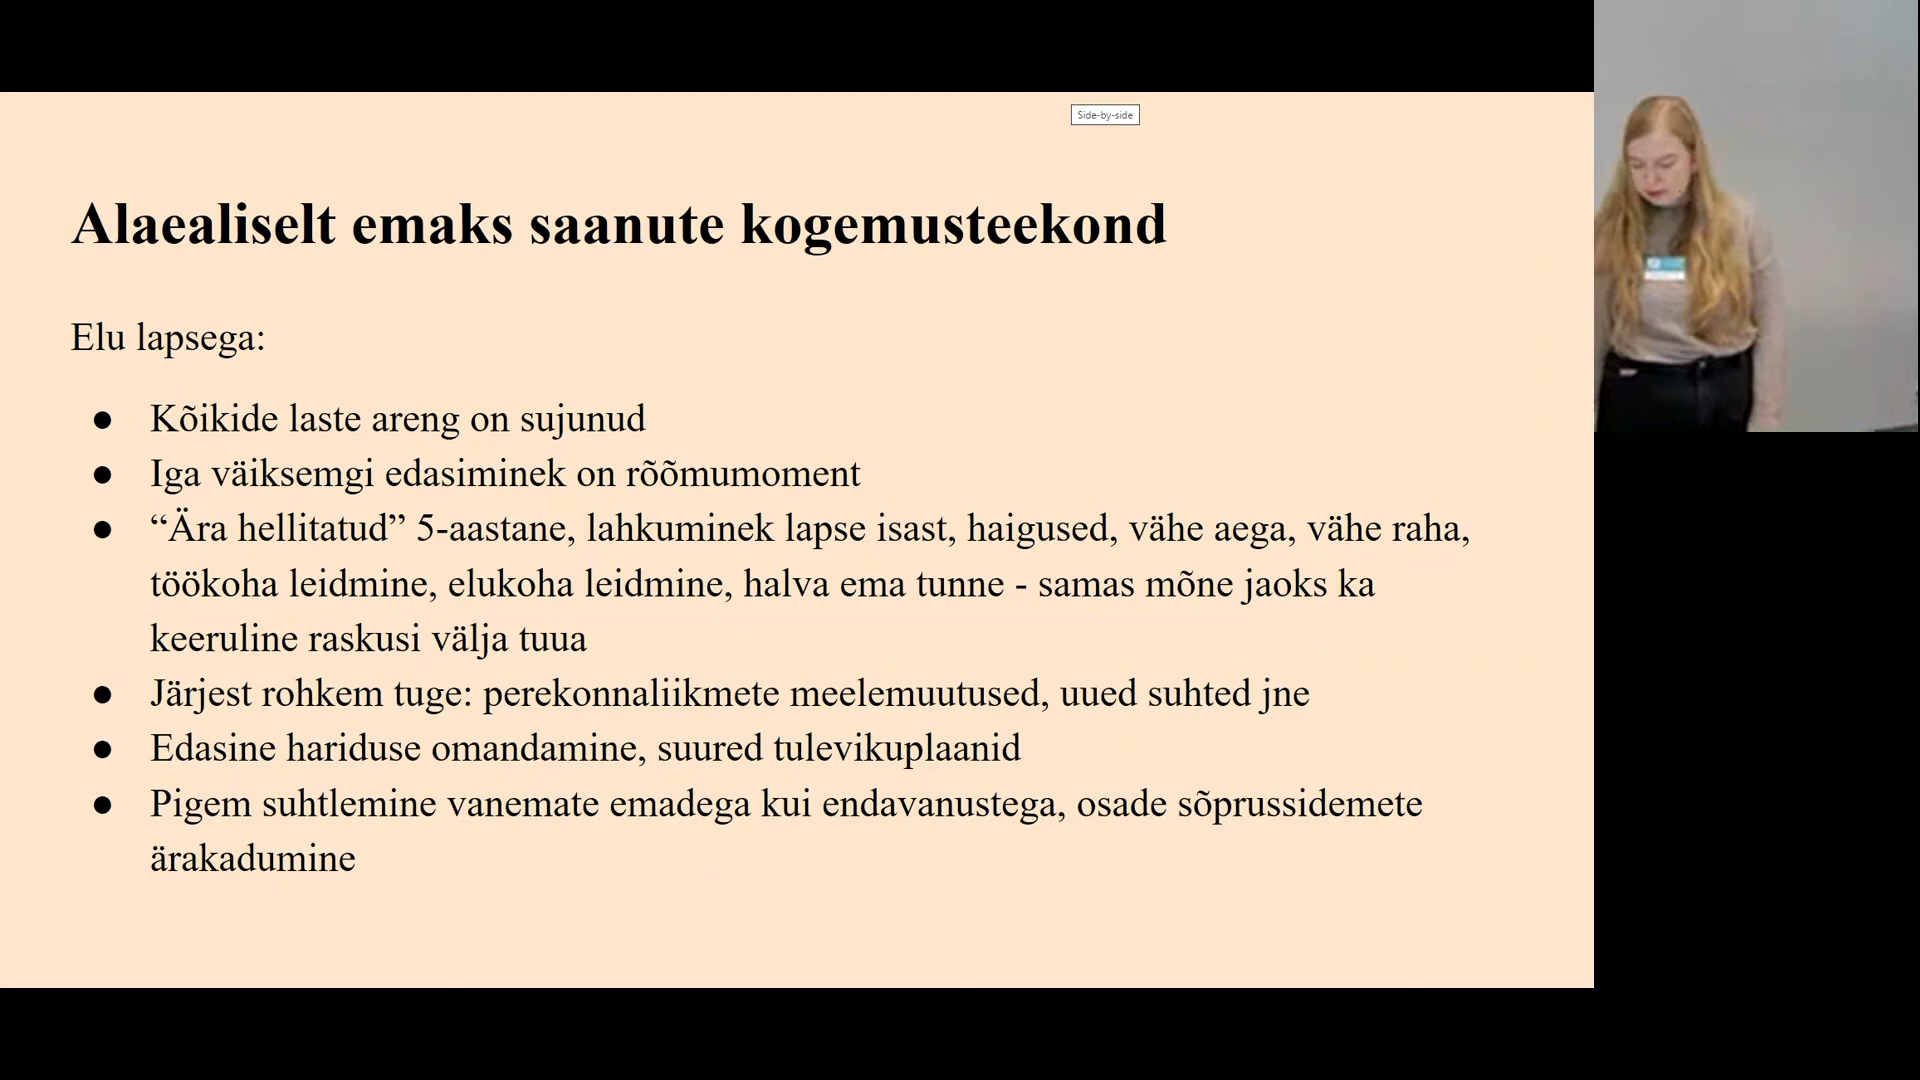 Side-by-side
Alaealiselt emaks saanute kogemusteekond
Elu lapsega:
● Kõikide laste areng on sujunud
● Iga väiksemgi edasiminek on rõõmumoment
● “Ära hellitatud” 5-aastane, lahkuminek lapse isast, haigused, vähe aega, vähe raha,
töökoha leidmine, elukoha leidmine, halva ema tunne - samas mõne jaoks ka
keeruline raskusi välja tuua
● Järjest rohkem tuge: perekonnaliikmete meelemuutused, uued suhted jne
● Edasine hariduse omandamine, suured tulevikuplaanid
● Pigem suhtlemine vanemate emadega kui endavanustega, osade sõprussidemete
ärakadumine